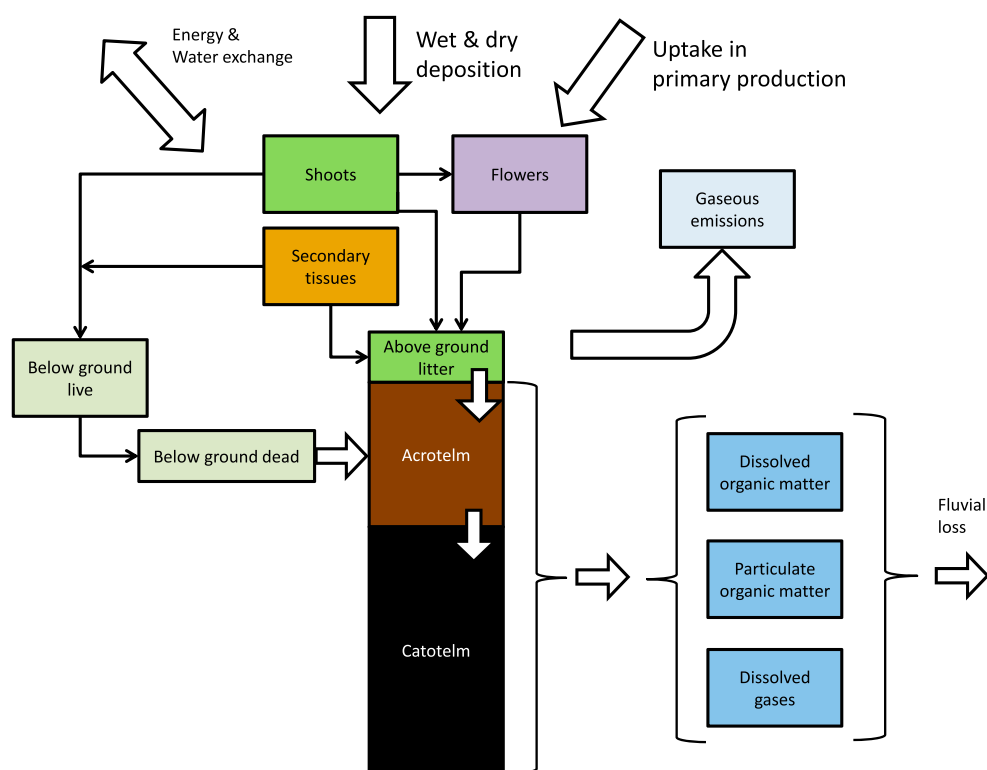 Energy &
Water exchange
Wet & dry
deposition
Uptake in
primary production
Shoots
Flowers
Gaseous
emissions
Secondary
tissues
Above ground
litter
Below ground
live
Below ground dead
Acrotelm
Dissolved
organic matter
Fluvial
loss
Particulate
organic matter
Catotelm
Dissolved
gases